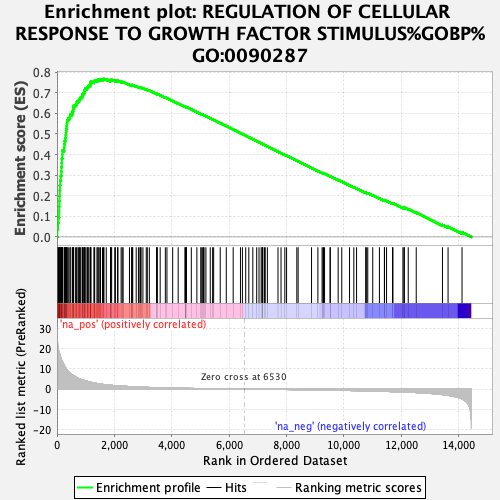 Enrichment plot: REGULATION OF CELLULAR
RESPONSE TO GROWTH FACTOR STIMULUS%GOBP%
GO:0090287
Enrichment score (ES)
0.8
0.7
0.6
0.5
0.4
0.3
0.2
0.1
0.0
'na_pos' (positively correlated)
Ranked list metric (PreRanked)
30
20
10
0
-10
-20
Zero cross at 6530
'na_neg' (negatively correlated)
0
2,000
4,000
6,000
8,000
10,000
12,000
14,000
Rank in Ordered Dataset
Enrichment profile
Hits
Ranking metric scores